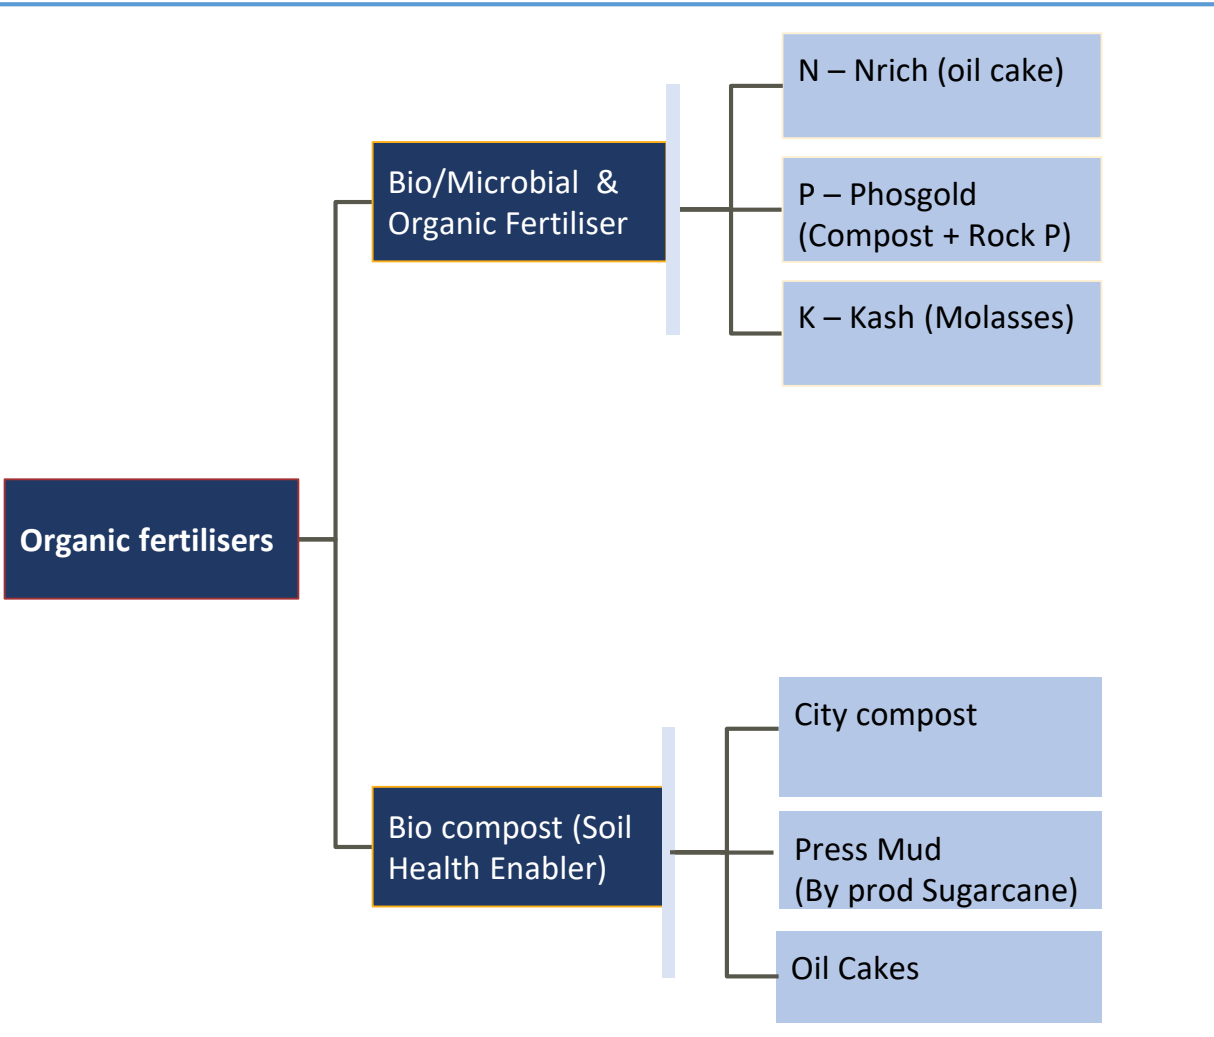 N – Nrich (oil cake)
Bio/Microbial  &
Organic Fertiliser
P – Phosgold
(Compost + Rock P)
K – Kash (Molasses)
Organic fertilisers
City compost
Bio compost (Soil
Health Enabler)
Press Mud
(By prod Sugarcane)
Oil Cakes